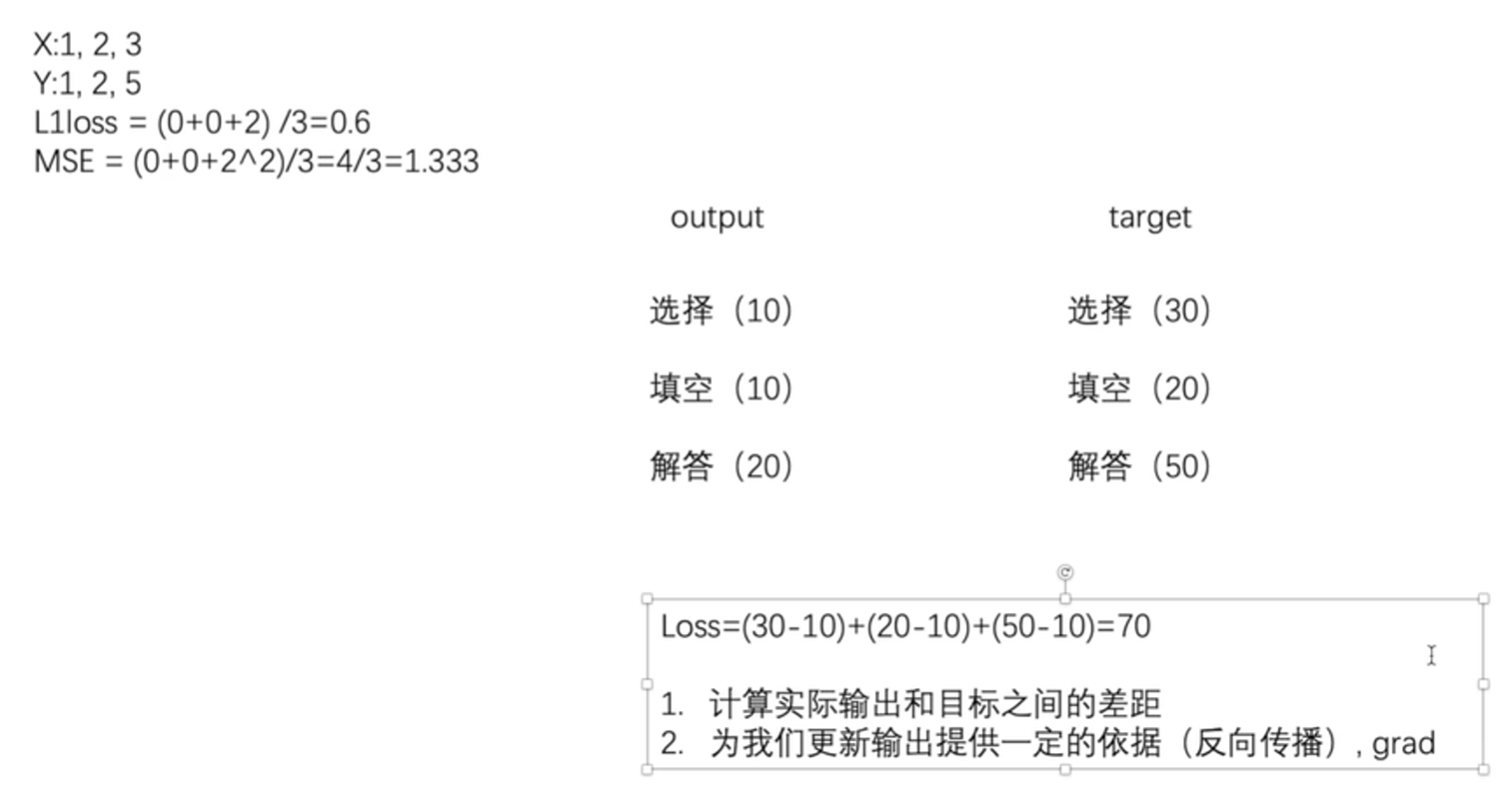 X:1, 2, 3
Y:1, 2, 5
L1loss = (0+0+2) /3=0.6
MSE = (0+0+2^2)/3=4/3=1.333
output target
选择（10） 选择（30）
填空（10） 填空（20）
解答（20） 解答（50）
Loss=(30-10)+(20-10)+(50-10)=70
1. 计算实际输出和目标之间的差距
2. 为我们更新输出提供一定的依据（反向传播）, grad